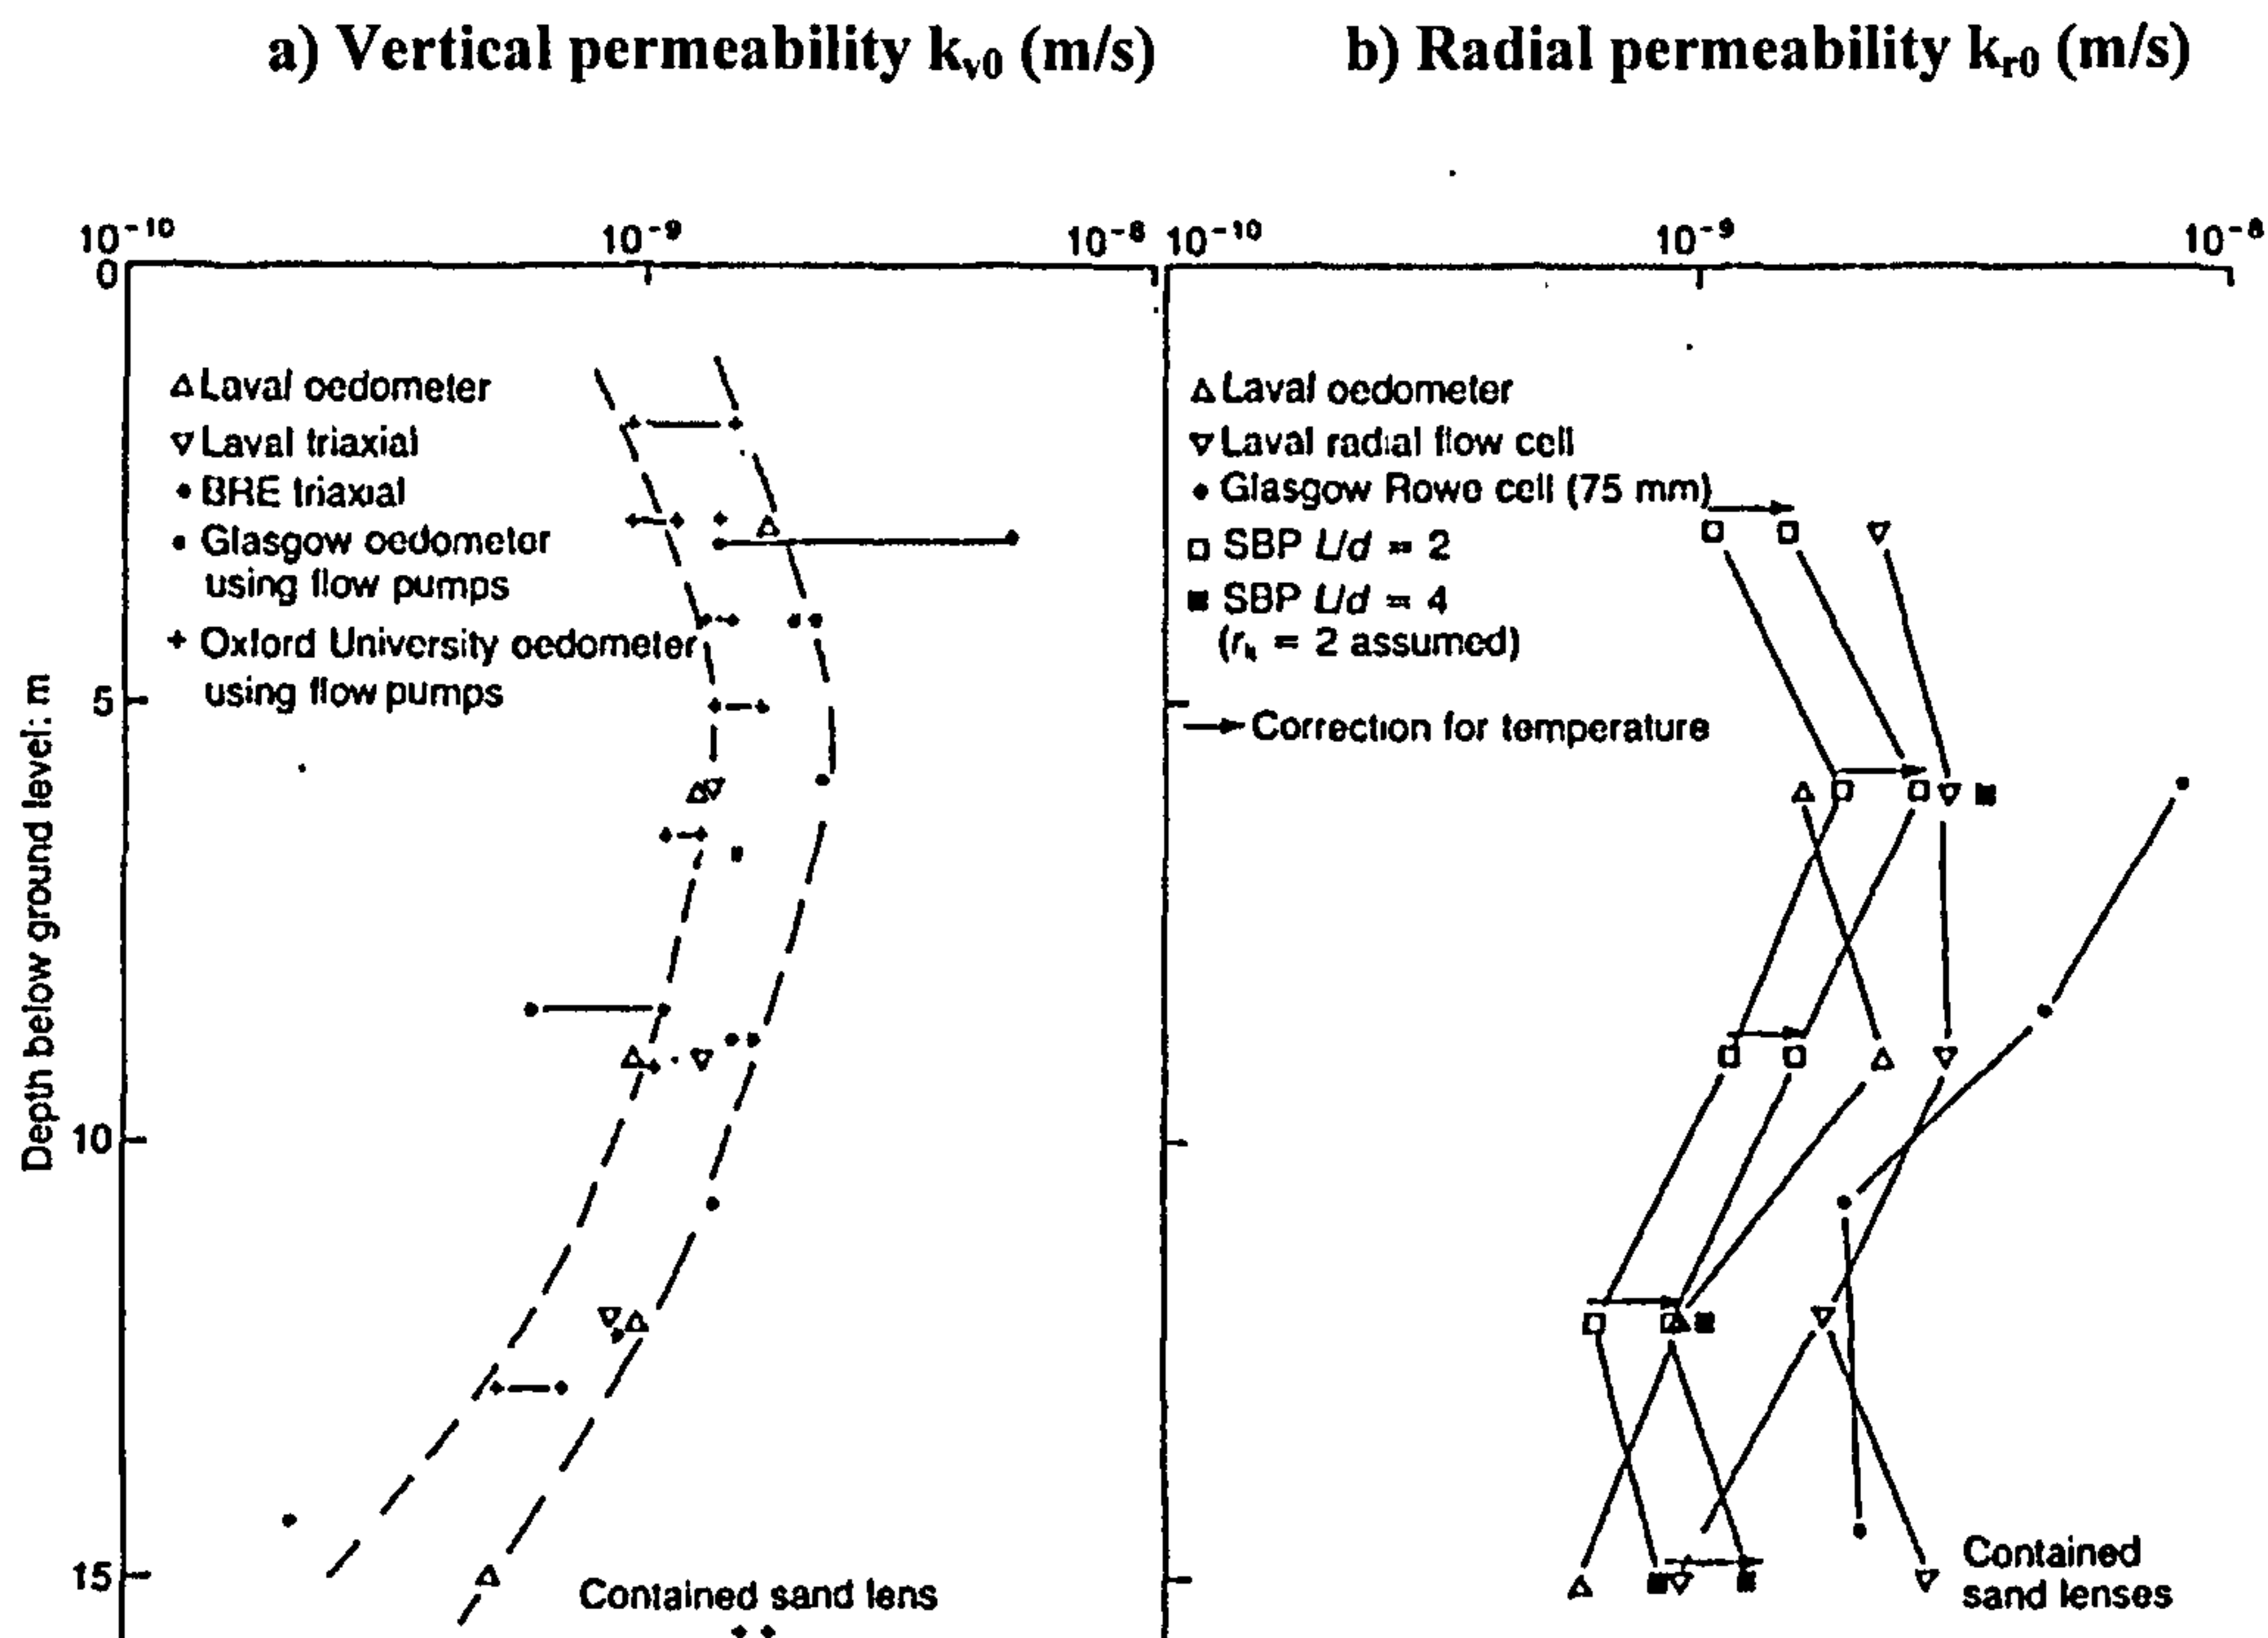 a) Vertical permeability kv0 (m/s)
b) Radial permeability kr0 (m/s)
10⁻¹⁰ 10⁻⁹ 10⁻⁸
10⁻¹⁰ 10⁻⁹ 10⁻⁸
0
5
10
15
Depth below ground level: m
Laval oedometer
Laval triaxial
BRE triaxial
Glasgow oedometer
using flow pumps
Oxford University oedometer
using flow pumps
Contained sand lens
Laval oedometer
Laval radial flow cell
Glasgow Rowe cell (75 mm)
SBP L/d = 2
SBP L/d = 4
(rk = 2 assumed)
Correction for temperature
Contained
sand lenses